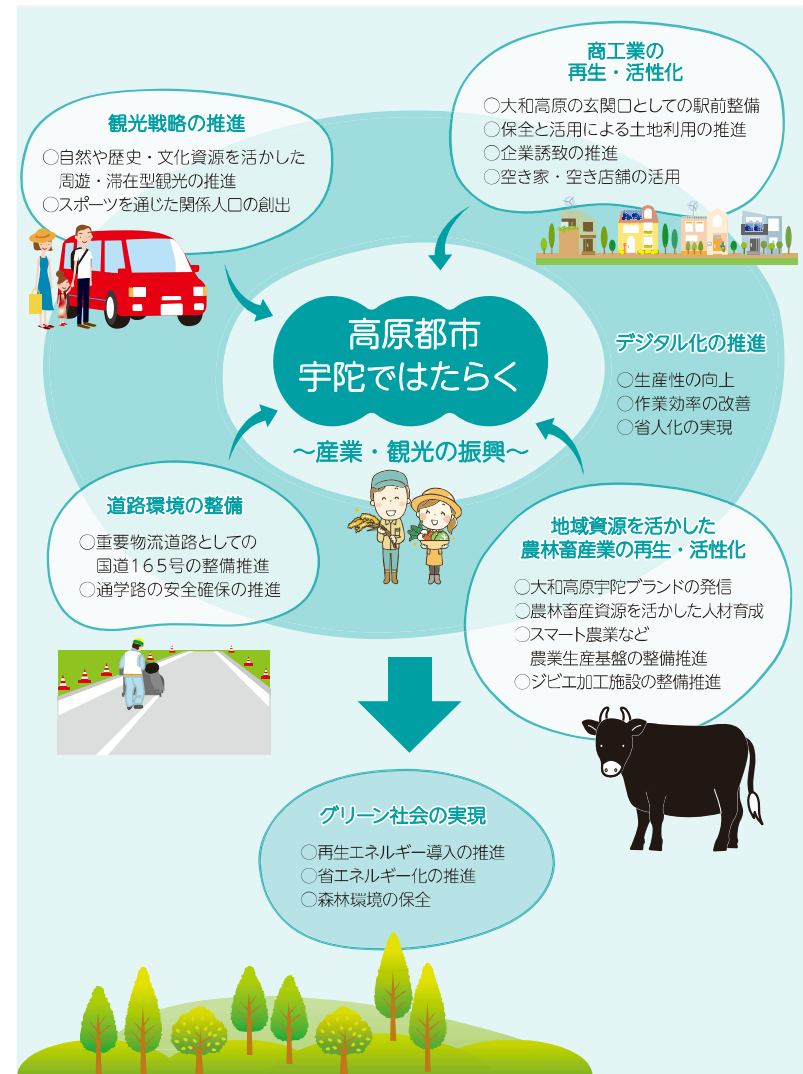 商工業の
再生・活性化
○大和高原の玄関口としての駅前整備
○保全と活用による土地利用の推進
○企業誘致の推進
○空き家・空き店舗の活用
観光戦略の推進
○自然や歴史・文化資源を活かした
周遊・滞在型観光の推進
○スポーツを通じた関係人口の創出
高原都市
宇陀ではたらく
～産業・観光の振興～
デジタル化の推進
○生産性の向上
○作業効率の改善
○省人化の実現
道路環境の整備
○重要物流道路としての
国道165号の整備推進
○通学路の安全確保の推進
地域資源を活かした
農林畜産業の再生・活性化
○大和高原宇陀ブランドの発信
○農林畜産資源を活かした人材育成
○スマート農業など
農業生産基盤の整備推進
○ジビエ加工施設の整備推進
グリーン社会の実現
○再生エネルギー導入の推進
○省エネルギー化の推進
○森林環境の保全